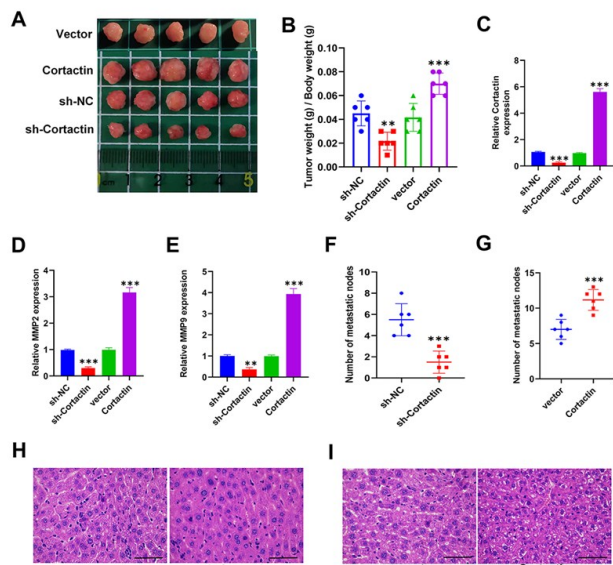 A
Vector
Cortactin
sh-NC
sh-Cortactin
1
2
3
4
5
B
Tumor weight (g) / Body weight (g)
0.10
0.08
0.06
0.04
0.02
0.00
**
***
sh-NC
sh-Cortactin
vector
Cortactin
C
Relative Cortactin
expression
8
6
4
2
0
***
***
sh-NC
sh-Cortactin
vector
Cortactin
D
Relative MMP2 expression
4
3
2
1
0
***
***
sh-NC
sh-Cortactin
vector
Cortactin
E
Relative MMP9 expression
5
4
3
2
1
0
**
***
sh-NC
sh-Cortactin
vector
Cortactin
F
Number of metastatic nodes
10
8
6
4
2
0
***
sh-NC
sh-Cortactin
G
Number of metastatic nodes
15
10
5
0
***
vector
Cortactin
H
I